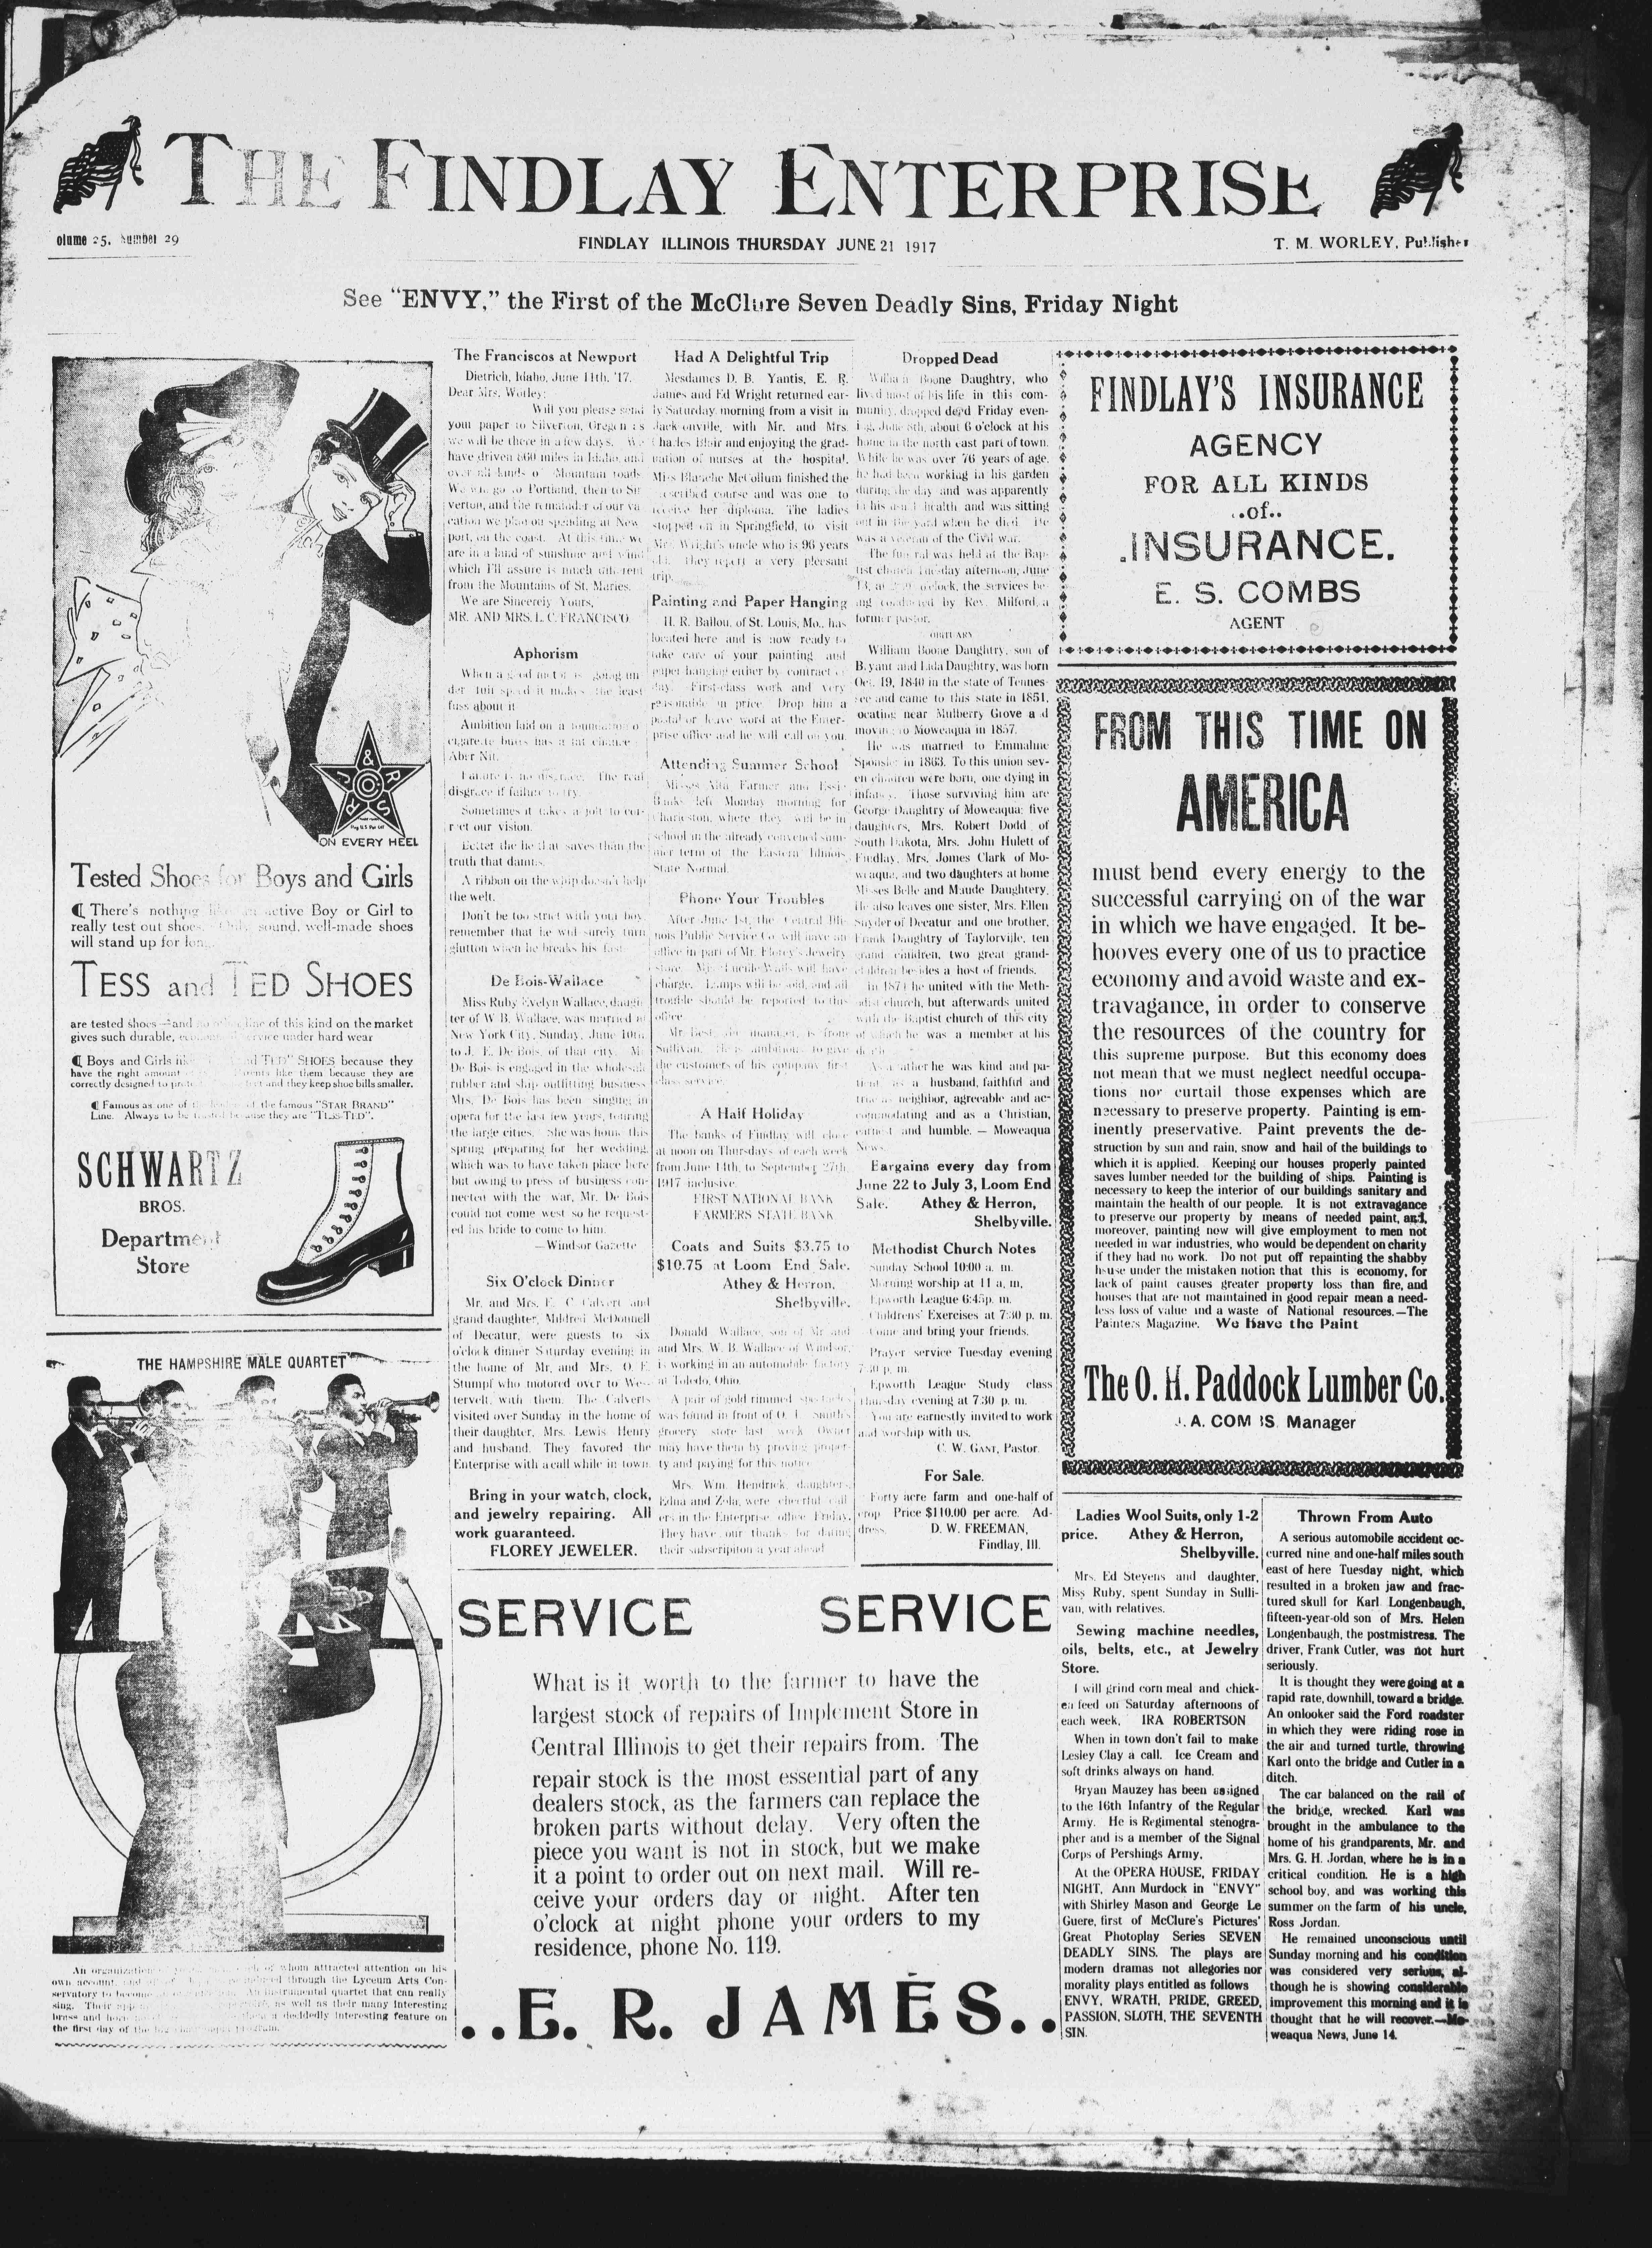 THE FINDLAY ENTERPRISE
olume 25, Number 29
FINDLAY ILLINOIS THURSDAY JUNE 21 1917
T. M. WORLEY, Publisher
See "ENVY," the First of the McClure Seven Deadly Sins, Friday Night
ON EVERY HEEL
Tested Shoes for Boys and Girls
¶ There's nothing active Boy or Girl to
really test out shoes. Only sound, well-made shoes
will stand up for long.
TESS and TED SHOES
are tested shoes—and no other line of this kind on the market
gives such durable, service under hard wear
¶ Boys and Girls like and TED" SHOES because they
have the right amount of like them because they are
correctly designed to feet and they keep shoe bills smaller.
¶ Famous as one of the of the famous "STAR BRAND"
Line. Always to be they are "TESS-TED".
SCHWARTZ
BROS.
Department
Store
THE HAMPSHIRE MALE QUARTET
An organization of whom attracted attention on his
own account, through the Lyceum Arts Con-
servatory to become An instrumental quartet that can really
sing. Their as well as their many interesting
brass and a decidedly interesting feature on
the first day of the program.
The Franciscos at Newport
Dietrich, Idaho, June 11th, '17.
Dear Mrs. Worley:
Will you please send
your paper to Silverton, Oregon as
we will be there in a few days. We
have driven 860 miles in Idaho, and
over all kinds of Mountain roads
We will go to Portland, then to Sil
verton, and the remainder of our va
cation we plan on spending at New
port, on the coast. At this time we
are in a land of sunshine and wind
which I'll assure is much different
from the Mountains of St. Maries.
We are Sincerely Yours,
MR. AND MRS. L. C. FRANCISCO
Aphorism
When a good motor is going un
der full speed it makes the least
fuss about it
Ambition laid on a foundation of
cigarette butts has a fat chance.
Aber Nit.
Failure is no disgrace. The real
disgrace if failure to try.
Sometimes it takes a jolt to cor-
rect our vision.
Better the lie that saves than the
truth that damns.
A ribbon on the whip doesn't help
the welt.
Don't be too strict with your boy,
remember that he will surely turn
glutton when he breaks his fast.
De Bois-Wallace
Miss Ruby Evelyn Wallace, daugh
ter of W B. Wallace, was married in
New York City, Sunday, June 10th,
to J. E. De Bois, of that city. Mr.
De Bois is engaged in the wholesale
rubber and ship outfitting business
Mrs. De Bois has been singing in
opera for the last few years, touring
the large cities. She was home this
spring preparing for her wedding,
which was to have taken place here
but owing to press of business con-
nected with the war, Mr. De Bois
could not come west so he request-
ed his bride to come to him.
—Windsor Gazette
Six O'clock Dinner
Mr. and Mrs. E. C. Calvert and
grand daughter, Mildred McDonnell
of Decatur, were guests to six
o'clock dinner Saturday evening in
the home of Mr. and Mrs. O. F.
Stumpf who motored over to Wes-
tervelt, with them. The Calverts
visited over Sunday in the home of
their daughter, Mrs. Lewis Henry
and husband. They favored the
Enterprise with a call while in town.
Bring in your watch, clock,
and jewelry repairing. All
work guaranteed.
FLOREY JEWELER.
Had A Delightful Trip
Mesdames D. B. Yantis, E. R.
James and Ed Wright returned ear-
ly Saturday morning from a visit in
Jacksonville, with Mr. and Mrs.
Charles Blair and enjoying the grad-
uation of nurses at the hospital.
Miss Blanche McCollum finished the
prescribed course and was one to
receive her diploma. The ladies
stopped off in Springfield, to visit
Mrs. Wright's uncle who is 96 years
old. They report a very pleasant
trip.
Painting and Paper Hanging
H. R. Ballou, of St. Louis, Mo., has
located here and is now ready to
take care of your painting and
paper hanging either by contract or
day. First-class work and very
reasonable in price Drop him a
postal or leave word at the Enter-
prise office and he will call on you.
Attending Summer School
Misses Alta Farmer and Essie
Banks left Monday morning for
Charleston, where they will be in
school in the already convened sum-
mer term of the Eastern Illinois
State Normal.
Phone Your Troubles
After June 1st, the Central Illi-
nois Public Service Co. will have an
office in part of Mr. Florey's Jewelry
store. Miss Lucile Walls will have
charge. Lamps will be sold, and all
trouble should be reported to this
office.
Mr. Best, the manager, is from
Sullivan. He is ambitious to give
the customers of his company first
class service.
A Half Holiday
The banks of Findlay will close
at noon on Thursdays of each week
from June 14th, to September 27th,
1917 inclusive.
FIRST NATIONAL BANK
FARMERS STATE BANK
Coats and Suits $3.75 to
$10.75 at Loom End Sale.
Athey & Herron,
Shelbyville.
Donald Wallace, son of Mr and
and Mrs. W. B. Wallace of Windsor,
is working in an automobile factory
at Toledo, Ohio.
A pair of gold rimmed spectacles
was found in front of O. E. Smith's
grocery store last week Owner
may have them by proving proper-
ty and paying for this notice
Mrs. Wm. Hendrick, daughters,
Edna and Zola, were cheerful call
ers in the Enterprise office Friday.
They have our thanks for dating
their subscripiton a year ahead
Dropped Dead
William Boone Daughtry, who
lived most of his life in this com-
munity, dropped dead Friday even-
ing, June 8th, about 6 o'clock at his
home in the north east part of town.
While he was over 76 years of age,
he had been working in his garden
during the day and was apparently
in his usual health and was sitting
out in the yard when he died. He
was a veteran of the Civil war.
The funeral was held at the Bap-
tist church Tuesday afternoon, June
13, at o'clock, the services be-
ing conducted by Rev. Milford, a
former pastor.
OBITUARY
William Boone Daughtry, son of
Bryant and Lida Daughtry, was born
Oct. 19, 1840 in the state of Tennes-
see and came to this state in 1851,
ocating near Mulberry Grove a d
moving to Moweaqua in 1857.
He was married to Emmaline
Sponsler in 1863. To this union sev-
en children were born, one dying in
infancy. Those surviving him are
George Daughtry of Moweaqua; five
daughters, Mrs. Robert Dodd of
South Dakota, Mrs. John Hulett of
Findlay, Mrs. Jomes Clark of Mo-
weaqua, and two daughters at home
Misses Belle and Maude Daughtery.
He also leaves one sister, Mrs. Ellen
Snyder of Decatur and one brother,
Frank Daughtry of Taylorville, ten
grand children, two great grand-
children besides a host of friends.
In 1874 he united with the Meth-
odist church, but afterwards united
with the Baptist church of this city
of which he was a member at his
death.
As a father he was kind and pa-
tient as a husband, faithful and
true as neighbor, agreeable and ac-
commodating and as a Christian,
earnest and humble. — Moweaqua
News.
Bargains every day from
June 22 to July 3, Loom End
Sale. Athey & Herron,
Shelbyville.
Methodist Church Notes
Sunday School 10:00 a. m.
Morning worship at 11 a. m.
Epworth League 6:45p. m.
Childrens' Exercises at 7:30 p. m.
Come and bring your friends.
Prayer service Tuesday evening
7:30 p. m.
Epworth League Study class
Thursday evening at 7:30 p. m.
You are earnestly invited to work
and worship with us.
C. W. GANT, Pastor.
For Sale.
Forty acre farm and one-half of
crop Price $110.00 per acre. Ad-
dress. D. W. FREEMAN,
Findlay, Ill.
SERVICE SERVICE
What is it worth to the farmer to have the
largest stock of repairs of Implement Store in
Central Illinois to get their repairs from. The
repair stock is the most essential part of any
dealers stock, as the farmers can replace the
broken parts without delay. Very often the
piece you want is not in stock, but we make
it a point to order out on next mail. Will re-
ceive your orders day or night. After ten
o'clock at night phone your orders to my
residence, phone No. 119.
..E. R. JAMES..
FINDLAY'S INSURANCE
AGENCY
FOR ALL KINDS
..of..
.INSURANCE.
E. S. COMBS
AGENT
FROM THIS TIME ON
AMERICA
must bend every energy to the
successful carrying on of the war
in which we have engaged. It be-
hooves every one of us to practice
economy and avoid waste and ex-
travagance, in order to conserve
the resources of the country for
this supreme purpose. But this economy does
not mean that we must neglect needful occupa-
tions nor curtail those expenses which are
necessary to preserve property. Painting is em-
inently preservative. Paint prevents the de-
struction by sun and rain, snow and hail of the buildings to
which it is applied. Keeping our houses properly painted
saves lumber needed for the building of ships. Painting is
necessary to keep the interior of our buildings sanitary and
maintain the health of our people. It is not extravagance
to preserve our property by means of needed paint, and,
moreover, painting now will give employment to men not
needed in war industries, who would be dependent on charity
if they had no work. Do not put off repainting the shabby
house under the mistaken notion that this is economy, for
lack of paint causes greater property loss than fire, and
houses that are not maintained in good repair mean a need-
less loss of value and a waste of National resources.—The
Painters Magazine. We Have the Paint
The O. H. Paddock Lumber Co.
J. A. COMBS. Manager
Ladies Wool Suits, only 1-2
price. Athey & Herron,
Shelbyville.
Mrs. Ed Stevens and daughter,
Miss Ruby, spent Sunday in Sulli-
van, with relatives.
Sewing machine needles,
oils, belts, etc., at Jewelry
Store.
I will grind corn meal and chick-
en feed on Saturday afternoons of
each week. IRA ROBERTSON
When in town don't fail to make
Lesley Clay a call. Ice Cream and
soft drinks always on hand.
Bryan Mauzey has been assigned
to the 16th Infantry of the Regular
Army. He is Regimental stenogra-
pher and is a member of the Signal
Corps of Pershings Army.
At the OPERA HOUSE, FRIDAY
NIGHT, Ann Murdock in "ENVY"
with Shirley Mason and George Le
Guere, first of McClure's Pictures'
Great Photoplay Series SEVEN
DEADLY SINS. The plays are
modern dramas not allegories nor
morality plays entitled as follows
ENVY, WRATH, PRIDE, GREED,
PASSION, SLOTH, THE SEVENTH
SIN.
Thrown From Auto
A serious automobile accident oc-
curred nine and one-half miles south
east of here Tuesday night, which
resulted in a broken jaw and frac-
tured skull for Karl Longenbaugh,
fifteen-year-old son of Mrs. Helen
Longenbaugh, the postmistress. The
driver, Frank Cutler, was not hurt
seriously.
It is thought they were going at a
rapid rate, downhill, toward a bridge.
An onlooker said the Ford roadster
in which they were riding rose in
the air and turned turtle, throwing
Karl onto the bridge and Cutler in a
ditch.
The car balanced on the rail of
the bridge, wrecked. Karl was
brought in the ambulance to the
home of his grandparents, Mr. and
Mrs. G. H. Jordan, where he is in a
critical condition. He is a high
school boy, and was working this
summer on the farm of his uncle,
Ross Jordan.
He remained unconscious until
Sunday morning and his condition
was considered very serious, al-
though he is showing considerable
improvement this morning and it is
thought that he will recover.—Mo-
weaqua News, June 14.